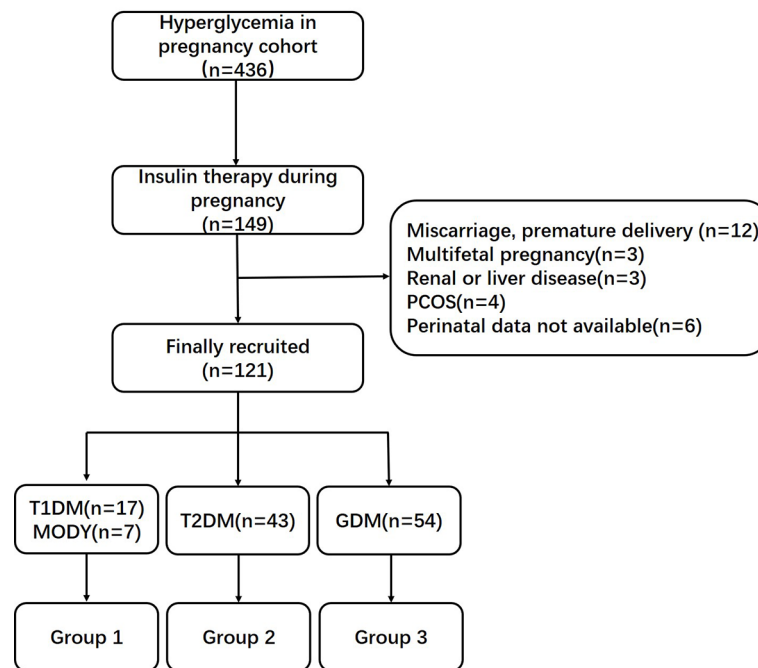 Hyperglycemia in
pregnancy cohort
(n=436)
Insulin therapy during
pregnancy
(n=149)
Miscarriage, premature delivery (n=12)
Multifetal pregnancy(n=3)
Renal or liver disease(n=3)
PCOS(n=4)
Perinatal data not available(n=6)
Finally recruited
(n=121)
T1DM(n=17)
MODY(n=7)
T2DM(n=43)
GDM(n=54)
Group 1
Group 2
Group 3